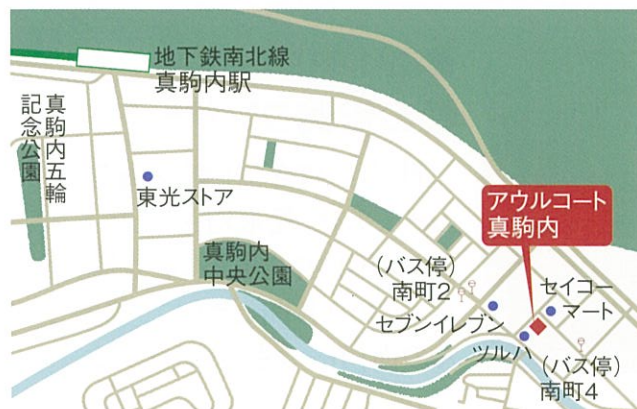 地下鉄南北線
真駒内駅
真駒内五輪
記念公園
東光ストア
真駒内
中央公園
アウルコート
真駒内
(バス停)
南町2
セブンイレブン
セイコー
マート
ツルハ
(バス停)
南町4